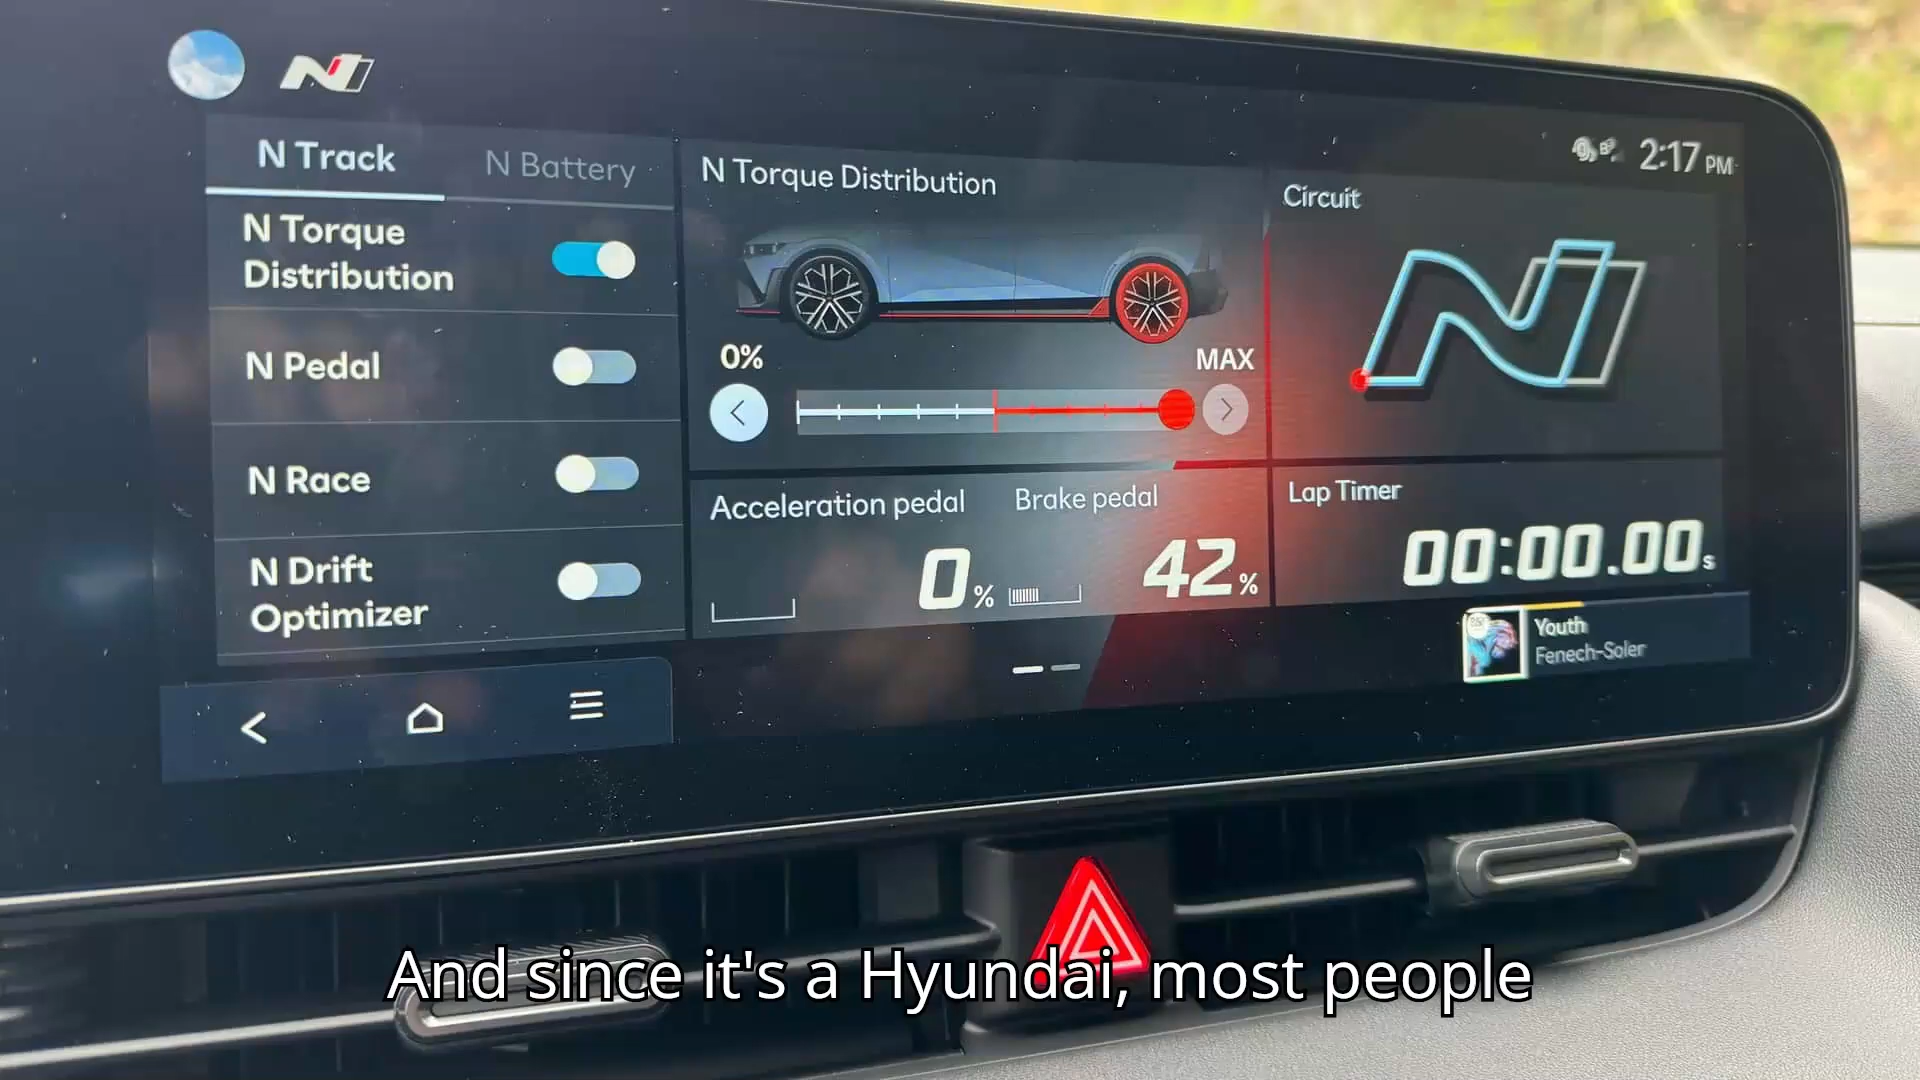 N Track
N Battery
N Torque
Distribution
N Pedal
N Race
N Drift
Optimizer
N Torque Distribution
0%
MAX
Acceleration pedal
0%
Brake pedal
42%
2:17 PM
Circuit
Lap Timer
00:00.00s
Youth
Fenech-Soler
And since it's a Hyundai, most people